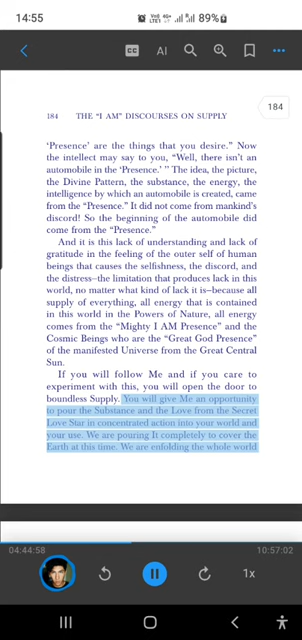 14:55
89%
CC
AI
184
184 THE “I AM” DISCOURSES ON SUPPLY
‘Presence’ are the things that you desire.” Now
the intellect may say to you, “Well, there isn’t an
automobile in the ‘Presence.’ ” The idea, the picture,
the Divine Pattern, the substance, the energy, the
intelligence by which an automobile is created, came
from the “Presence.” It did not come from mankind’s
discord! So the beginning of the automobile did
come from the “Presence.”
And it is this lack of understanding and lack of
gratitude in the feeling of the outer self of human
beings that causes the selfishness, the discord, and
the distress–the limitation that produces lack in this
world, no matter what kind of lack it is–because all
supply of everything, all energy that is contained
in this world in the Powers of Nature, all energy
comes from the “Mighty I AM Presence” and the
Cosmic Beings who are the “Great God Presence”
of the manifested Universe from the Great Central
Sun.
If you will follow Me and if you care to
experiment with this, you will open the door to
boundless Supply. You will give Me an opportunity
to pour the Substance and the Love from the Secret
Love Star in concentrated action into your world and
your use. We are pouring It completely to cover the
Earth at this time. We are enfolding the whole world
04:44:58
10:57:02
1x